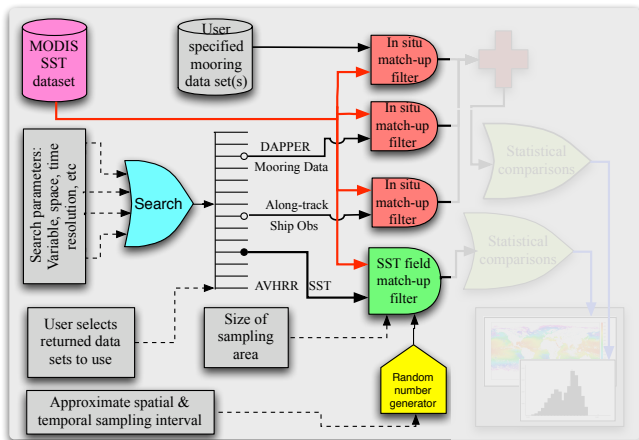 MODIS
SST
dataset
User
specified
mooring
data set(s)
In situ
match-up
filter
In situ
match-up
filter
In situ
match-up
filter
SST field
match-up
filter
Search parameters:
Variable, space, time
resolution, etc
Search
DAPPER
Mooring Data
Along-track
Ship Obs
AVHRR SST
User selects
returned data
sets to use
Size of
sampling
area
Random
number
generator
Approximate spatial &
temporal sampling interval
Statistical
comparisons
Statistical
comparisons